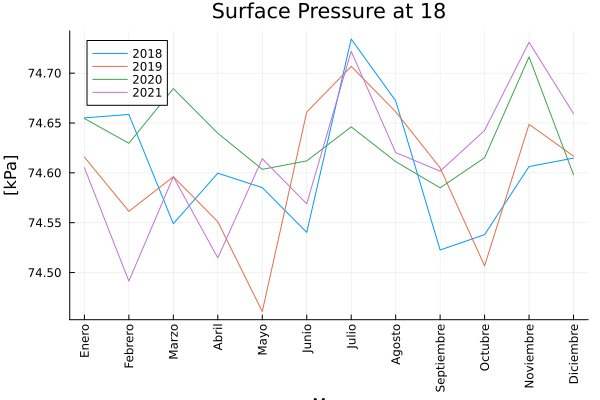 Surface Pressure at 18
2018
2019
2020
2021
[kPa]
74.70
74.65
74.60
74.55
74.50
Enero
Febrero
Marzo
Abril
Mayo
Junio
Julio
Agosto
Septiembre
Octubre
Noviembre
Diciembre